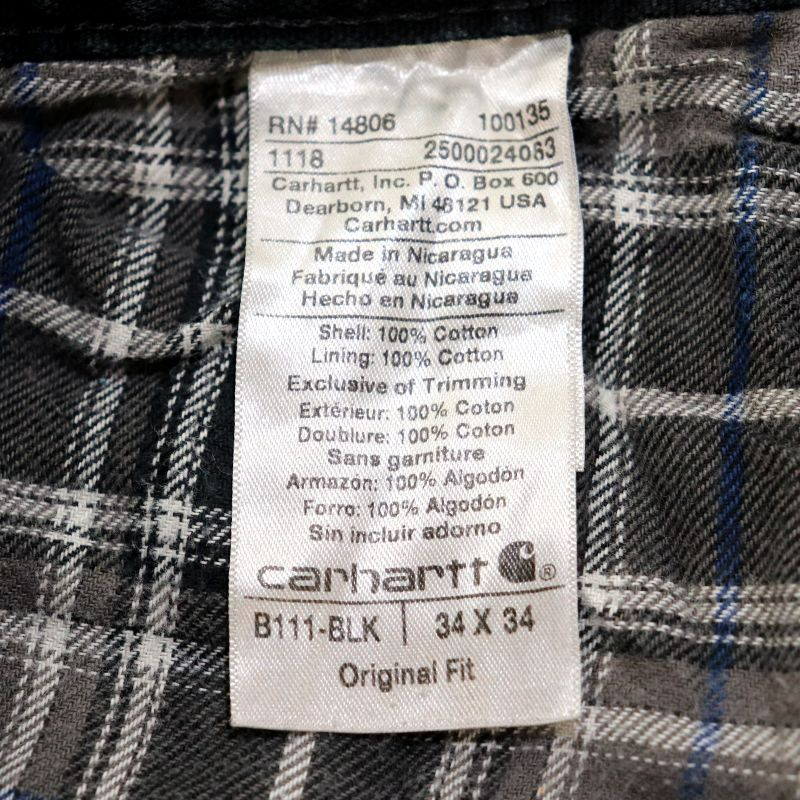 RN# 14806 100135
1118 2500024083
Carhartt, Inc. P. O. Box 600
Dearborn, MI 48121 USA
Carhartt.com
Made in Nicaragua
Fabriqué au Nicaragua
Hecho en Nicaragua
Shell: 100% Cotton
Lining: 100% Cotton
Exclusive of Trimming
Extérieur: 100% Coton
Doublure: 100% Coton
Sans garniture
Armazón: 100% Algodón
Forro: 100% Algodón
Sin incluir adorno
carhartt ®
B111-BLK | 34 X 34
Original Fit